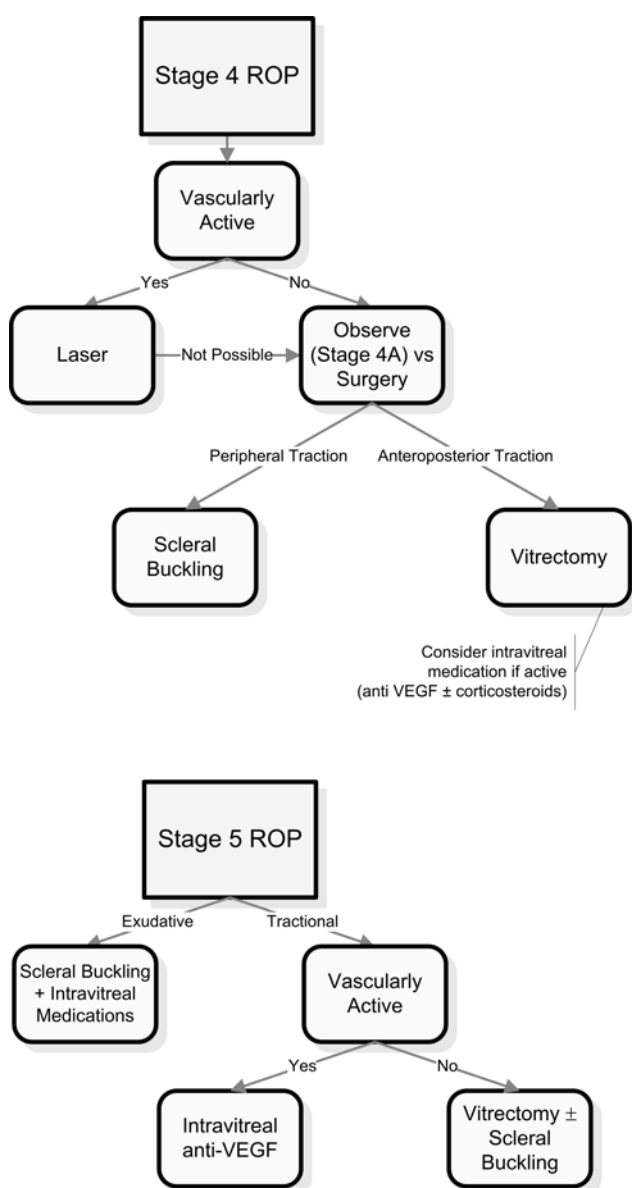 Stage 4 ROP
Vascularly
Active
Yes
No
Laser
Not Possible
Observe
(Stage 4A) vs
Surgery
Peripheral Traction
Anteroposterior Traction
Scleral
Buckling
Vitrectomy
Consider intravitreal
medication if active
(anti VEGF ± corticosteroids)
Stage 5 ROP
Exudative
Tractional
Scleral Buckling
+ Intravitreal
Medications
Vascularly
Active
Yes
No
Intravitreal
anti-VEGF
Vitrectomy ±
Scleral
Buckling